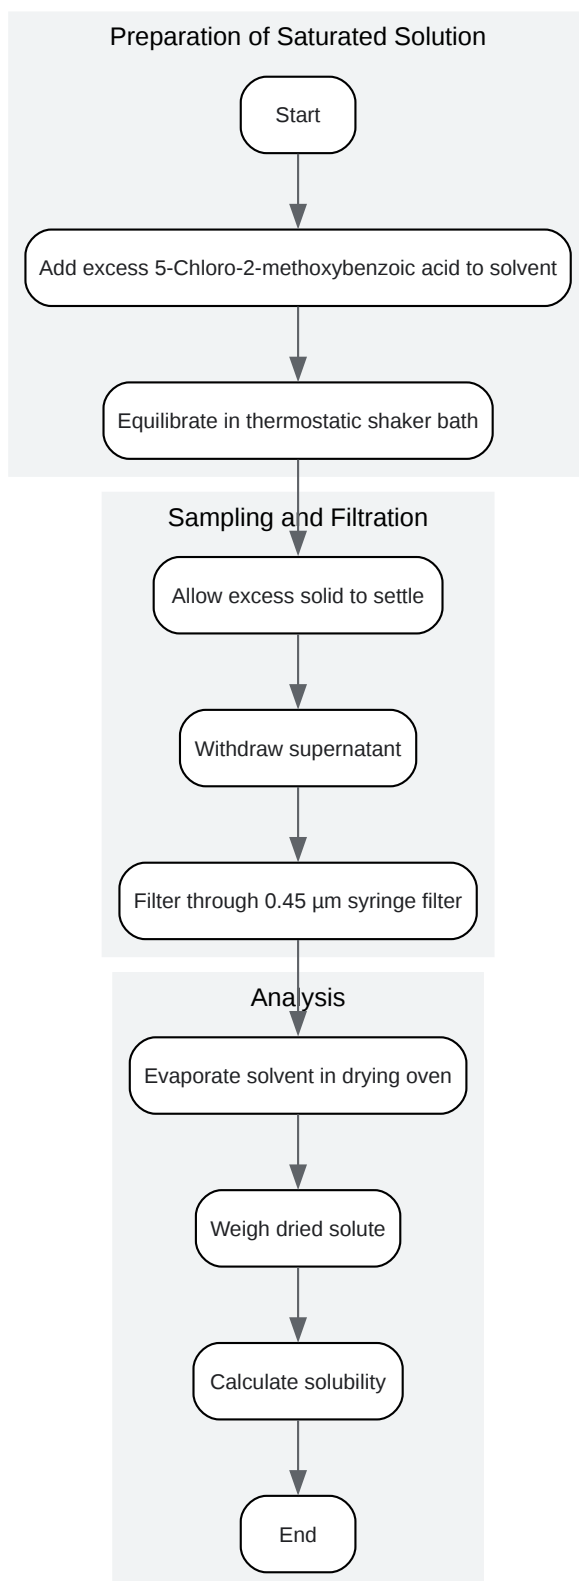 Preparation of Saturated Solution
Start
Add excess 5-Chloro-2-methoxybenzoic acid to solvent
Equilibrate in thermostatic shaker bath
Sampling and Filtration
Allow excess solid to settle
Withdraw supernatant
Filter through 0.45 µm syringe filter
Analysis
Evaporate solvent in drying oven
Weigh dried solute
Calculate solubility
End